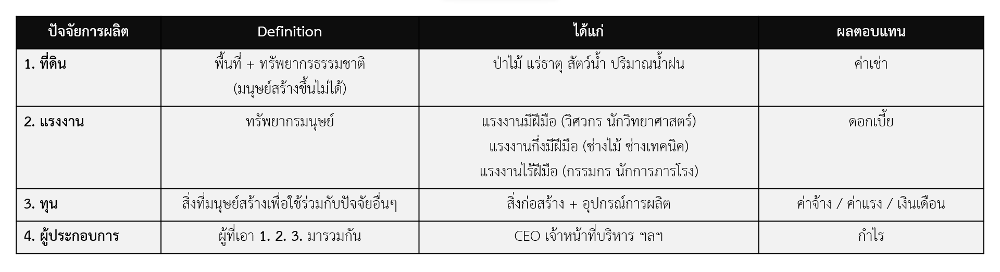 ปัจจัยการผลิต Definition ได้แก่ ผลตอบแทน
1. ที่ดิน พื้นที่ + ทรัพยากรธรรมชาติ ป่าไม้ แร่ธาตุ สัตว์น้ำ ปริมาณน้ำฝน ค่าเช่า
(มนุษย์สร้างขึ้นไม่ได้)
2. แรงงาน ทรัพยากรมนุษย์ แรงงานมีฝีมือ (วิศวกร นักวิทยาศาสตร์) ดอกเบี้ย
แรงงานกึ่งมีฝีมือ (ช่างไม้ ช่างเทคนิค)
แรงงานไร้ฝีมือ (กรรมกร นักการภารโรง)
3. ทุน สิ่งที่มนุษย์สร้างเพื่อใช้ร่วมกับปัจจัยอื่นๆ สิ่งก่อสร้าง + อุปกรณ์การผลิต ค่าจ้าง / ค่าแรง / เงินเดือน
4. ผู้ประกอบการ ผู้ที่เอา 1. 2. 3. มารวมกัน CEO เจ้าหน้าที่บริหาร ฯลฯ กำไร